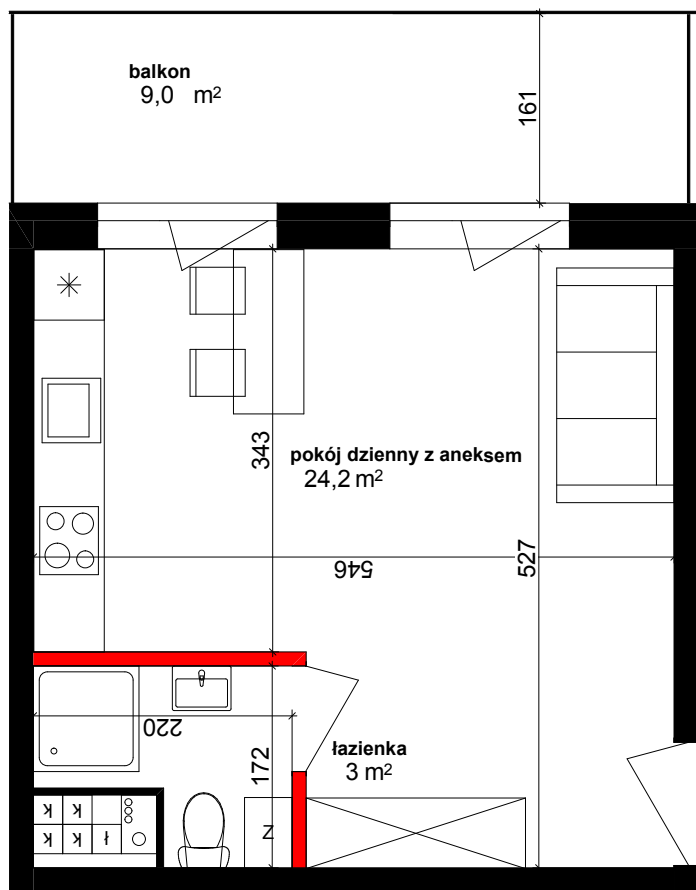 balkon
9,0 m²
161
343
pokój dzienny z aneksem
24,2 m²
546
527
220
172
łazienka
3 m²
K K
K K ł
Z